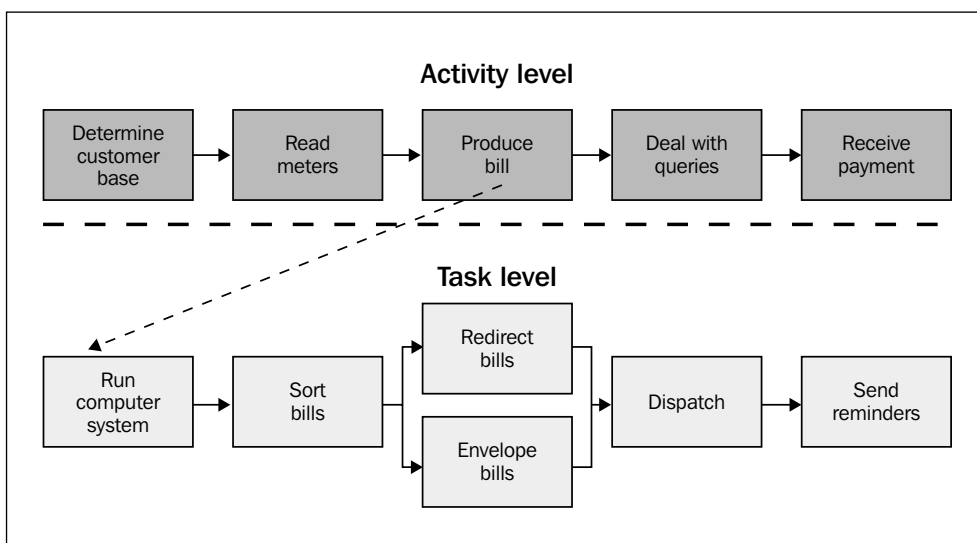 Activity level
Determine
customer
base
Read
meters
Produce
bill
Deal with
queries
Receive
payment
Task level
Run
computer
system
Sort
bills
Redirect
bills
Envelope
bills
Dispatch
Send
reminders